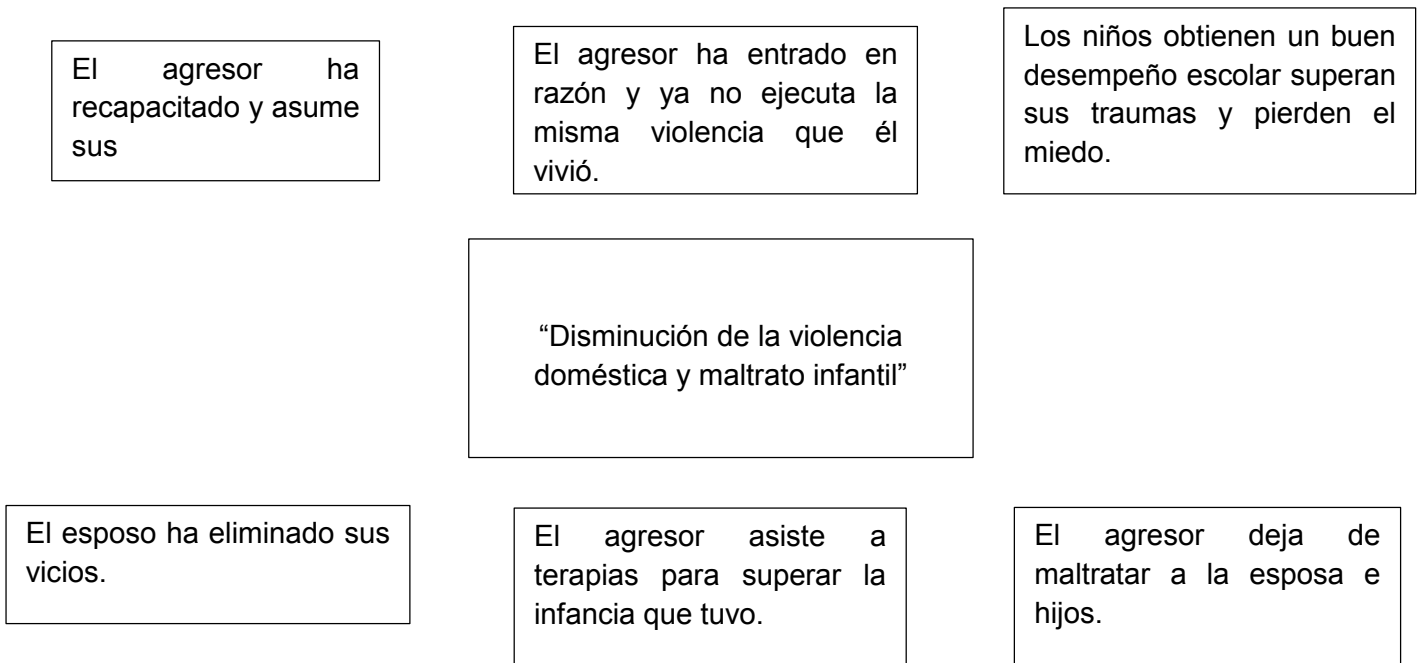 El agresor ha
recapacitado y asume
sus
El agresor ha entrado en
razón y ya no ejecuta la
misma violencia que él
vivió.
Los niños obtienen un buen
desempeño escolar superan
sus traumas y pierden el
miedo.
“Disminución de la violencia
doméstica y maltrato infantil”
El esposo ha eliminado sus
vicios.
El agresor asiste a
terapias para superar la
infancia que tuvo.
El agresor deja de
maltratar a la esposa e
hijos.